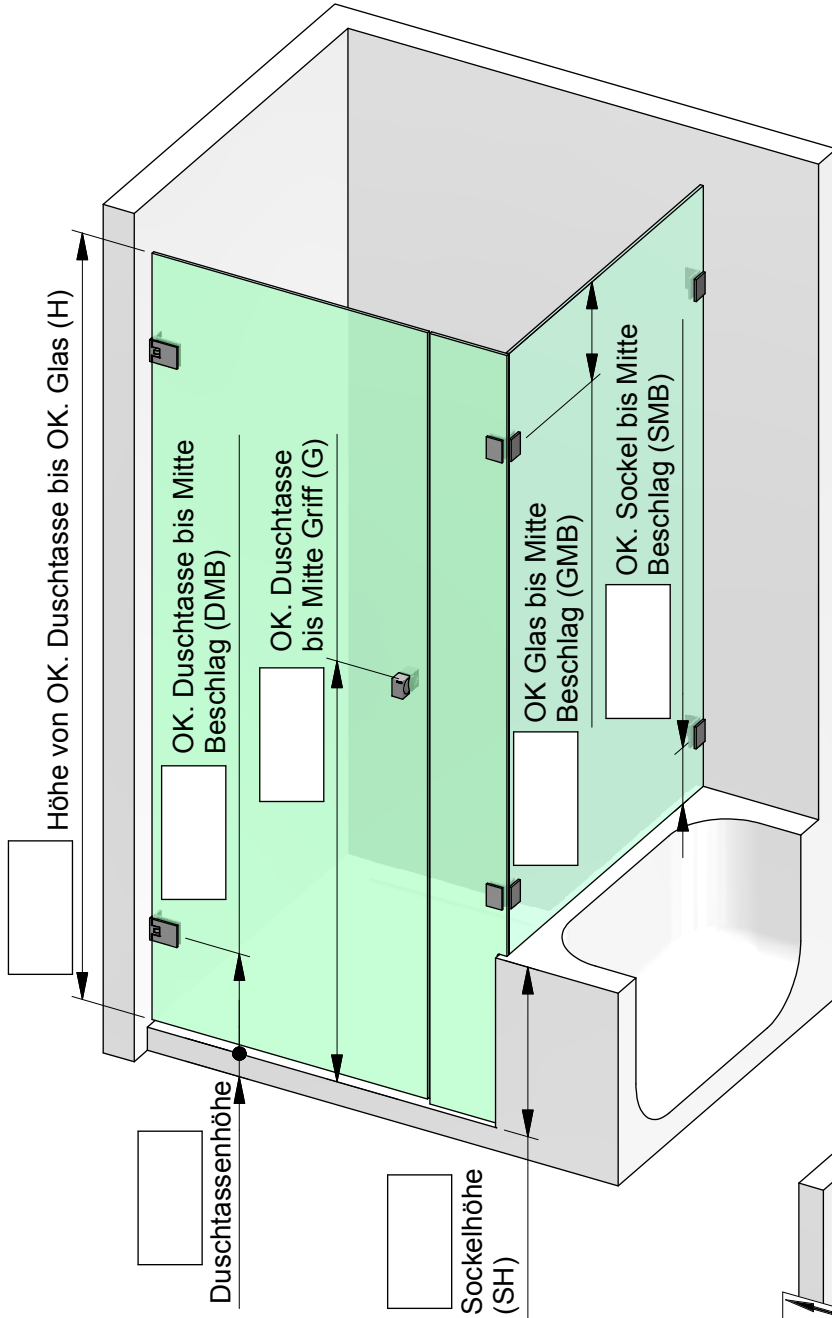 Höhe von OK. Duschtasse bis OK. Glas (H)
OK. Duschtasse bis Mitte
Beschlag (DMB)
OK. Duschtasse
bis Mitte Griff (G)
OK Glas bis Mitte
Beschlag (GMB)
OK. Sockel bis Mitte
Beschlag (SMB)
Duschtassenhöhe
Sockelhöhe
(SH)